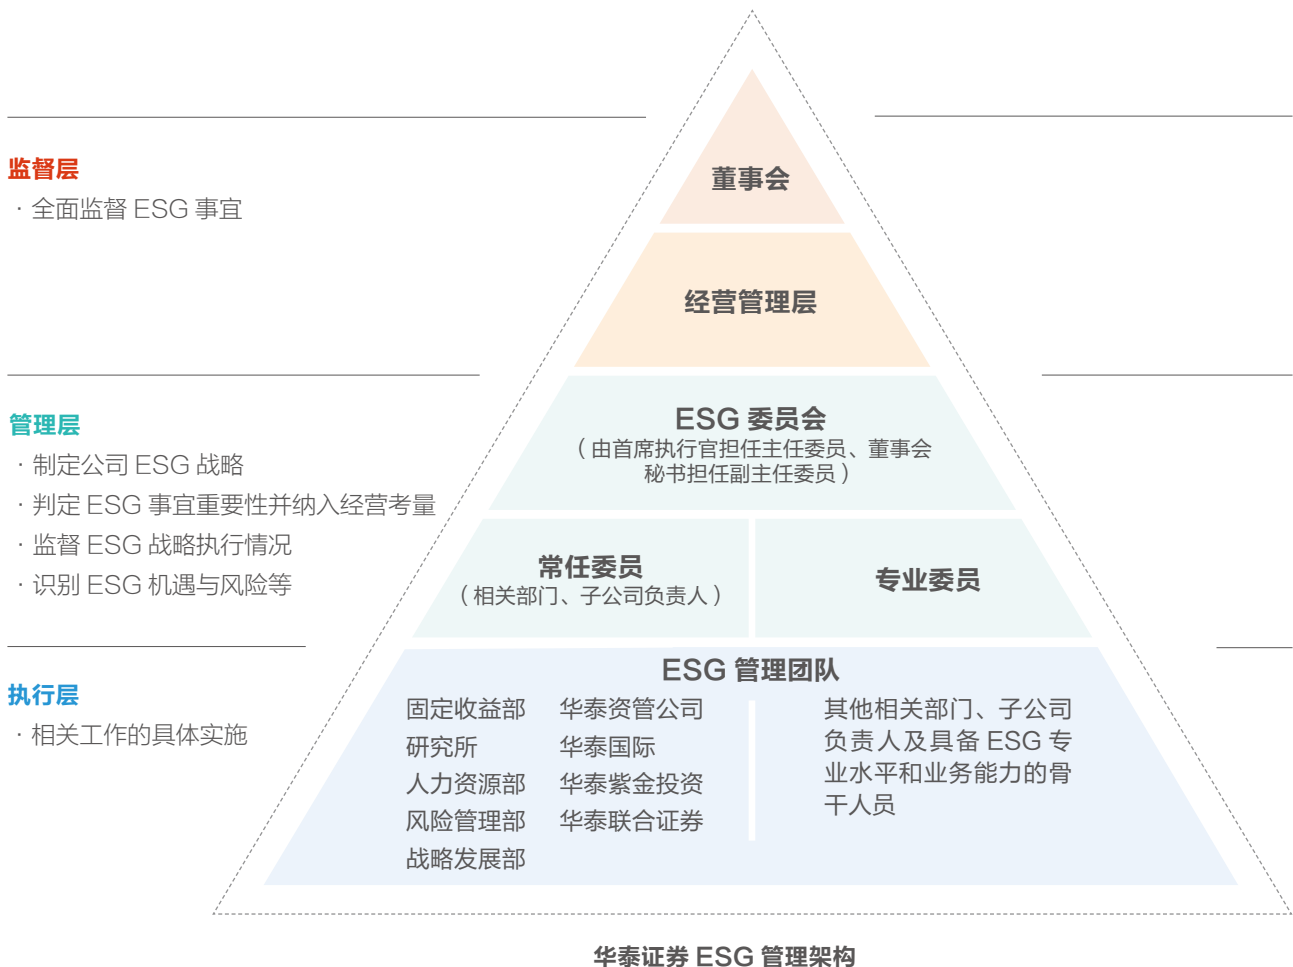 董事会
监督层
· 全面监督 ESG 事宜
经营管理层
管理层
· 制定公司 ESG 战略
· 判定 ESG 事宜重要性并纳入经营考量
· 监督 ESG 战略执行情况
· 识别 ESG 机遇与风险等
ESG 委员会
（由首席执行官担任主任委员、董事会
秘书担任副主任委员）
常任委员
（相关部门、子公司负责人）
专业委员
执行层
· 相关工作的具体实施
ESG 管理团队
固定收益部
研究所
人力资源部
风险管理部
战略发展部
华泰资管公司
华泰国际
华泰紫金投资
华泰联合证券
其他相关部门、子公司
负责人及具备 ESG 专
业水平和业务能力的骨
干人员
华泰证券 ESG 管理架构